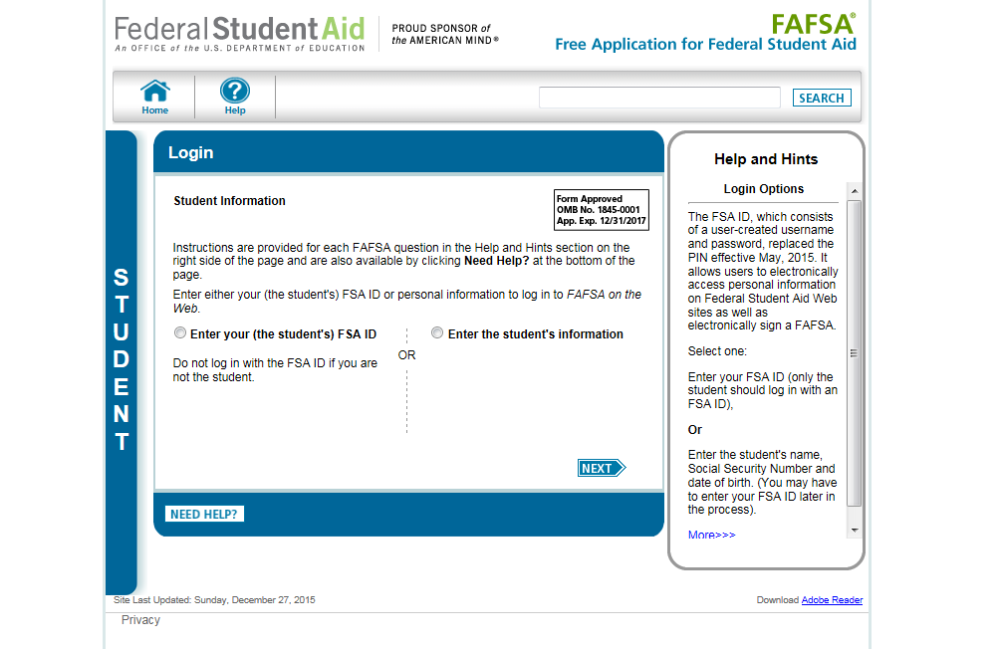 Federal Student Aid
An OFFICE of the U.S. DEPARTMENT of EDUCATION
PROUD SPONSOR of
the AMERICAN MIND®
FAFSA®
Free Application for Federal Student Aid
Home
Help
SEARCH
STUDENT
Login
Student Information
Form Approved
OMB No. 1845-0001
App. Exp. 12/31/2017
Instructions are provided for each FAFSA question in the Help and Hints section on the
right side of the page and are also available by clicking Need Help? at the bottom of the
page.
Enter either your (the student's) FSA ID or personal information to log in to FAFSA on the
Web.
Enter your (the student's) FSA ID
Do not log in with the FSA ID if you are
not the student.
OR
Enter the student's information
NEXT
NEED HELP?
Help and Hints
Login Options
The FSA ID, which consists
of a user-created username
and password, replaced the
PIN effective May, 2015. It
allows users to electronically
access personal information
on Federal Student Aid Web
sites as well as
electronically sign a FAFSA.
Select one:
Enter your FSA ID (only the
student should log in with an
FSA ID),
Or
Enter the student's name,
Social Security Number and
date of birth. (You may have
to enter your FSA ID later in
the process).
More>>>
Site Last Updated: Sunday, December 27, 2015
Download Adobe Reader
Privacy